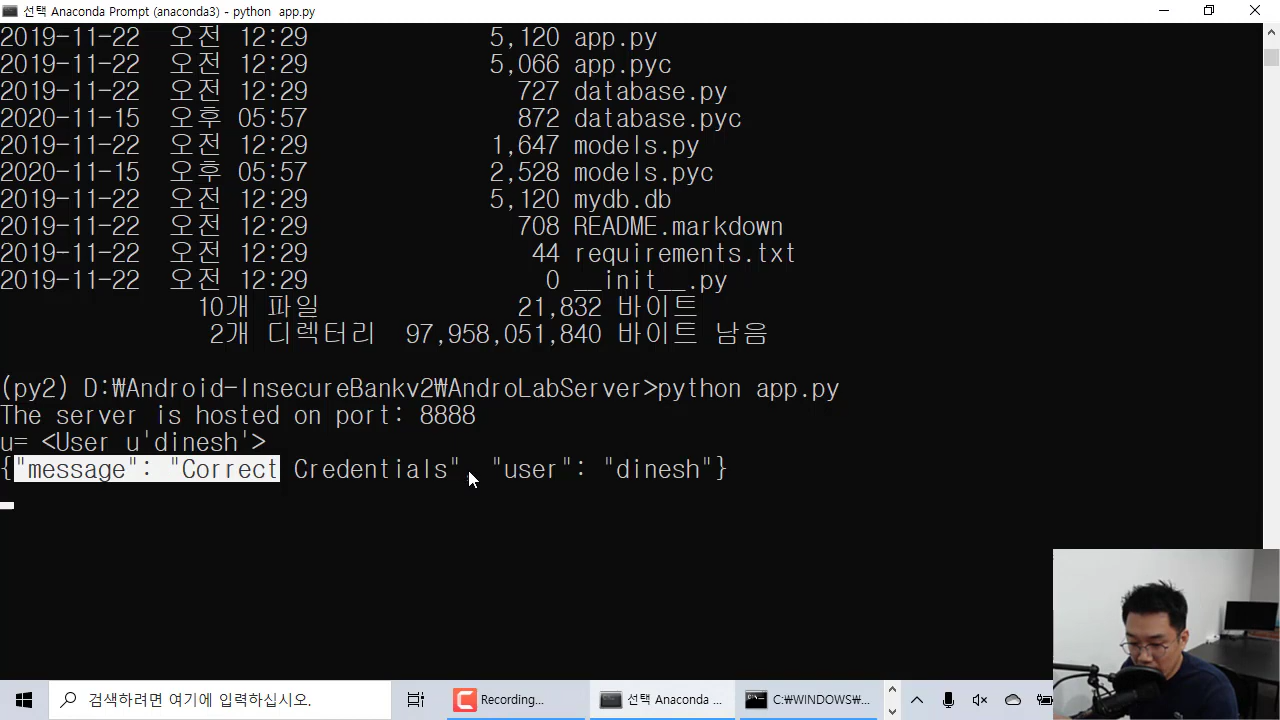 선택 Anaconda Prompt (anaconda3) - python  app.py
2019-11-22  오전 12:29             5,120 app.py
2019-11-22  오전 12:29             5,066 app.pyc
2019-11-22  오전 12:29               727 database.py
2020-11-15  오후 05:57               872 database.pyc
2019-11-22  오전 12:29             1,647 models.py
2020-11-15  오후 05:57             2,528 models.pyc
2019-11-22  오전 12:29             5,120 mydb.db
2019-11-22  오전 12:29               708 README.markdown
2019-11-22  오전 12:29                44 requirements.txt
2019-11-22  오전 12:29                 0 __init__.py
10개 파일              21,832 바이트
2개 디렉터리  97,958,051,840 바이트 남음
(py2) D:₩Android-InsecureBankv2₩AndroLabServer>python app.py
The server is hosted on port: 8888
u= <User u'dinesh'>
{"message": "Correct Credentials", "user": "dinesh"}
검색하려면 여기에 입력하십시오.
Recording...
선택 Anaconda ...
C:₩WINDOWS₩...